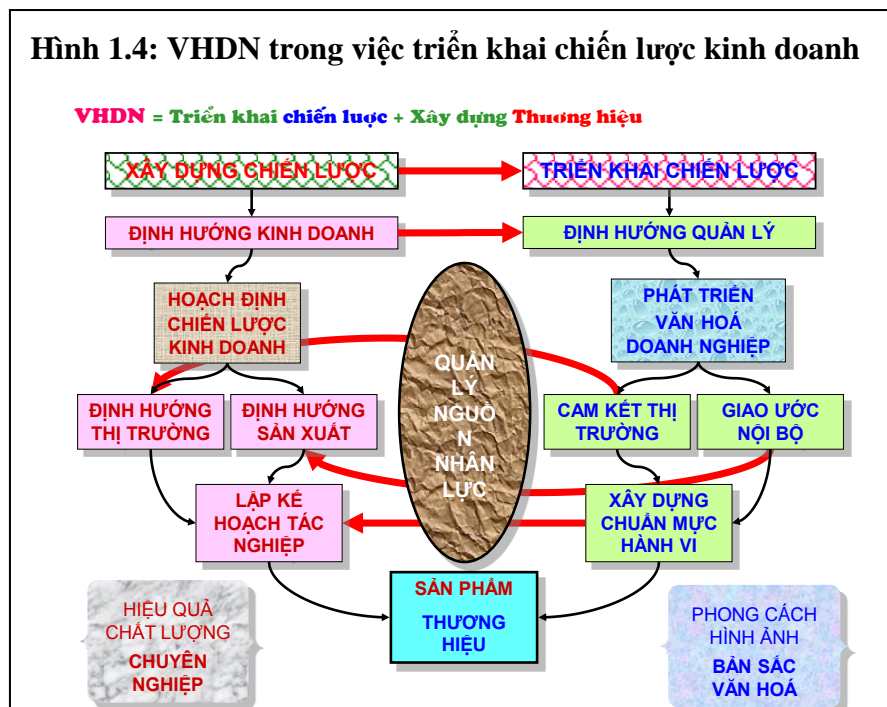 Hình 1.4: VHDN trong việc triển khai chiến lược kinh doanh
VHDN = Triển khai chiến luợc + Xây dựng Thuơng hiệu
XÂY DỰNG CHIẾN LƯỢC
TRIỂN KHAI CHIẾN LƯỢC
ĐỊNH HƯỚNG KINH DOANH
ĐỊNH HƯỚNG QUẢN LÝ
HOẠCH ĐỊNH
CHIẾN LƯỢC
KINH DOANH
PHÁT TRIỂN
VĂN HOÁ
DOANH NGHIỆP
QUẢN
LÝ
NGUỒ
N
NHÂN
LỰC
ĐỊNH HƯỚNG
THỊ TRƯỜNG
ĐỊNH HƯỚNG
SẢN XUẤT
CAM KẾT THỊ
TRƯỜNG
GIAO ƯỚC
NỘI BỘ
LẬP KẾ
HOẠCH TÁC
NGHIỆP
XÂY DỰNG
CHUẨN MỰC
HÀNH VI
SẢN PHẨM
THƯƠNG
HIỆU
HIỆU QUẢ
CHẤT LƯỢNG
CHUYÊN
NGHIỆP
PHONG CÁCH
HÌNH ẢNH
BẢN SẮC
VĂN HOÁ